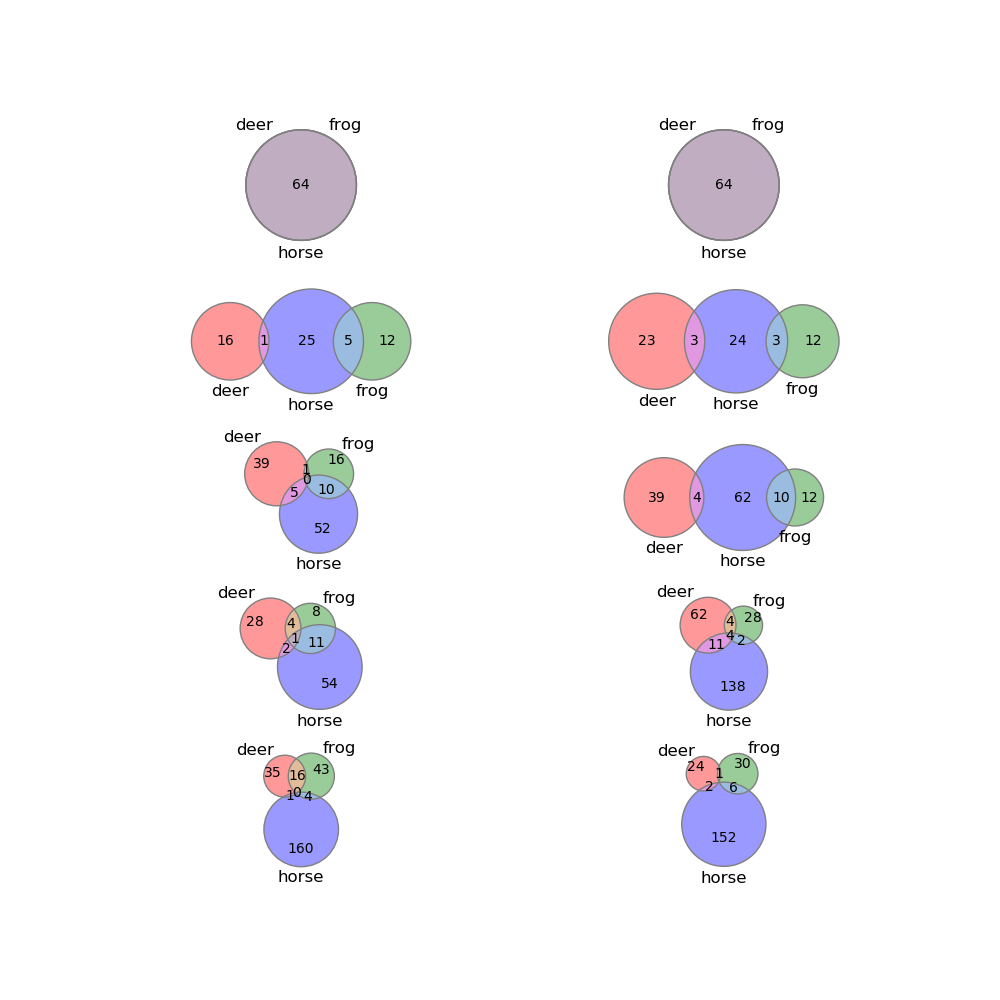 deer frog
64
horse
deer frog
64
horse
16 1 25 5 12
deer horse frog
23 3 24 3 12
deer horse frog
deer frog
39 1 16
0
5 10
52
horse
39 4 62 10 12
deer horse frog
deer frog
28 4 8
1
2 11
54
horse
deer frog
62 4 28
4
11 2
138
horse
deer frog
35 16 43
0
1 4
160
horse
deer frog
24 1 30
2 6
152
horse